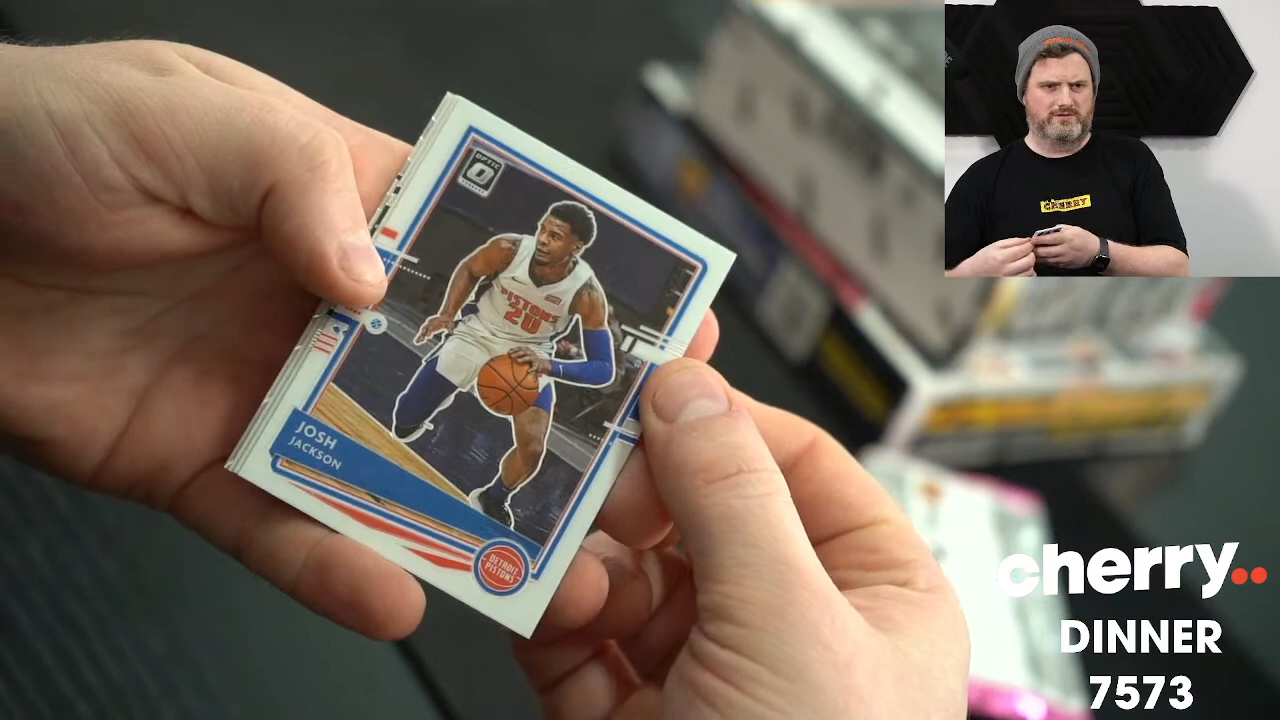 OPTIC
PISTONS
20
JOSH
JACKSON
DETROIT
PISTONS
CHERRY
cherry..
DINNER
7573